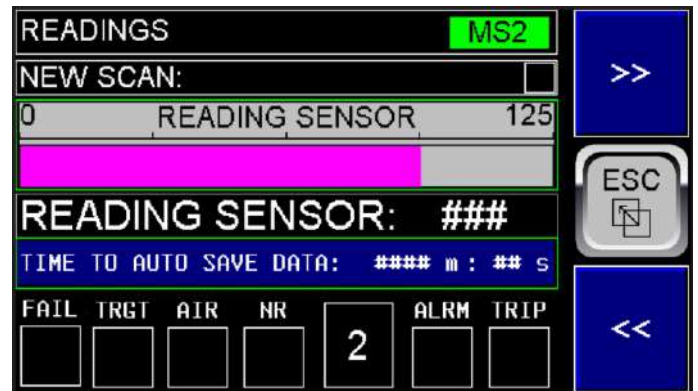 READINGS MS2
NEW SCAN:
0 READING SENSOR 125
READING SENSOR: ###
TIME TO AUTO SAVE DATA: #### m : ## s
FAIL TRGT AIR NR ALRM TRIP
2
>>
ESC
<<